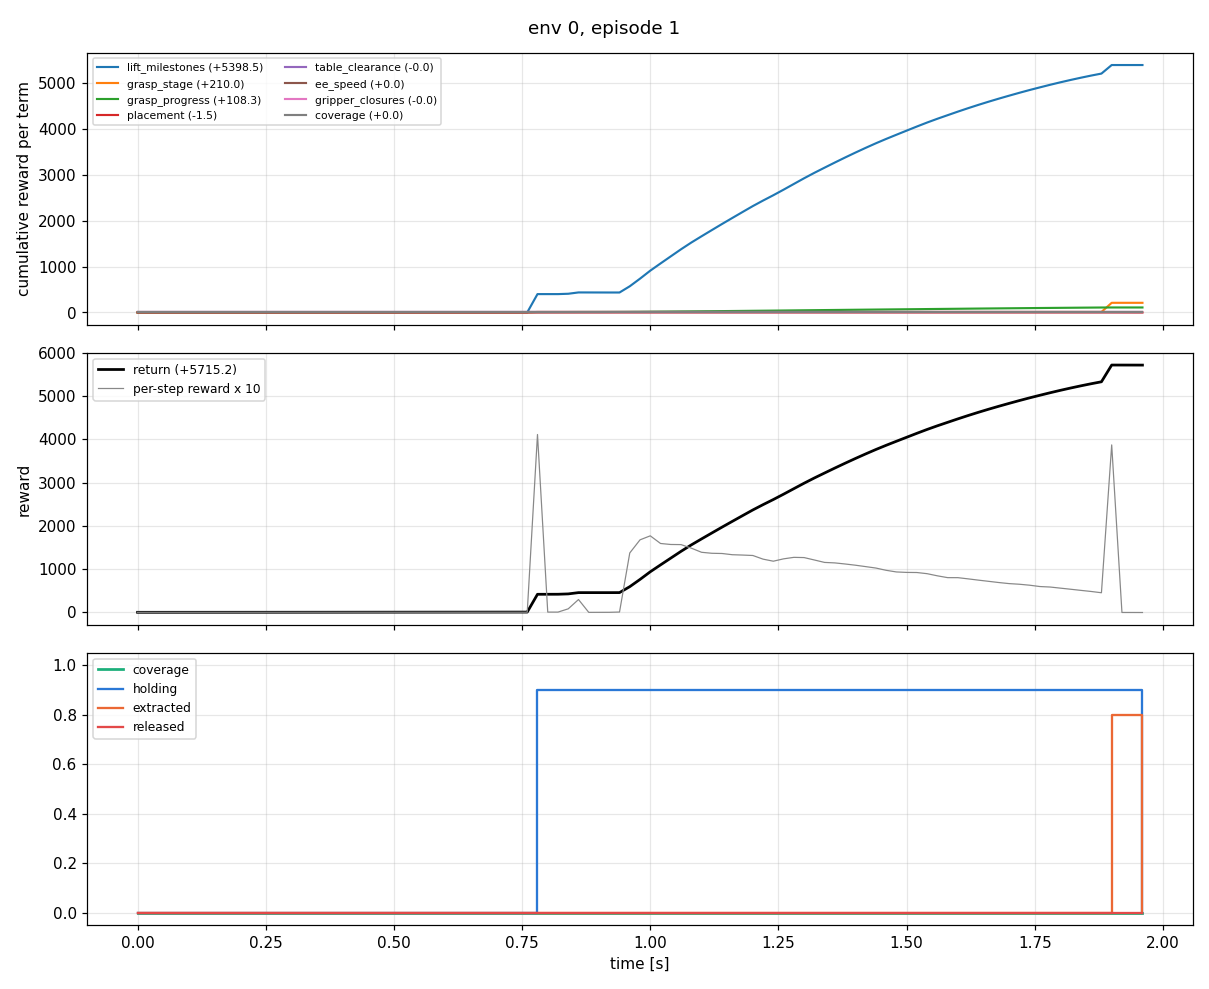 env 0, episode 1
cumulative reward per term
5000
4000
3000
2000
1000
0
lift_milestones (+5398.5)
grasp_stage (+210.0)
grasp_progress (+108.3)
placement (-1.5)
table_clearance (-0.0)
ee_speed (+0.0)
gripper_closures (-0.0)
coverage (+0.0)
reward
6000
5000
4000
3000
2000
1000
0
return (+5715.2)
per-step reward x 10
1.0
0.8
0.6
0.4
0.2
0.0
coverage
holding
extracted
released
0.00 0.25 0.50 0.75 1.00 1.25 1.50 1.75 2.00
time [s]